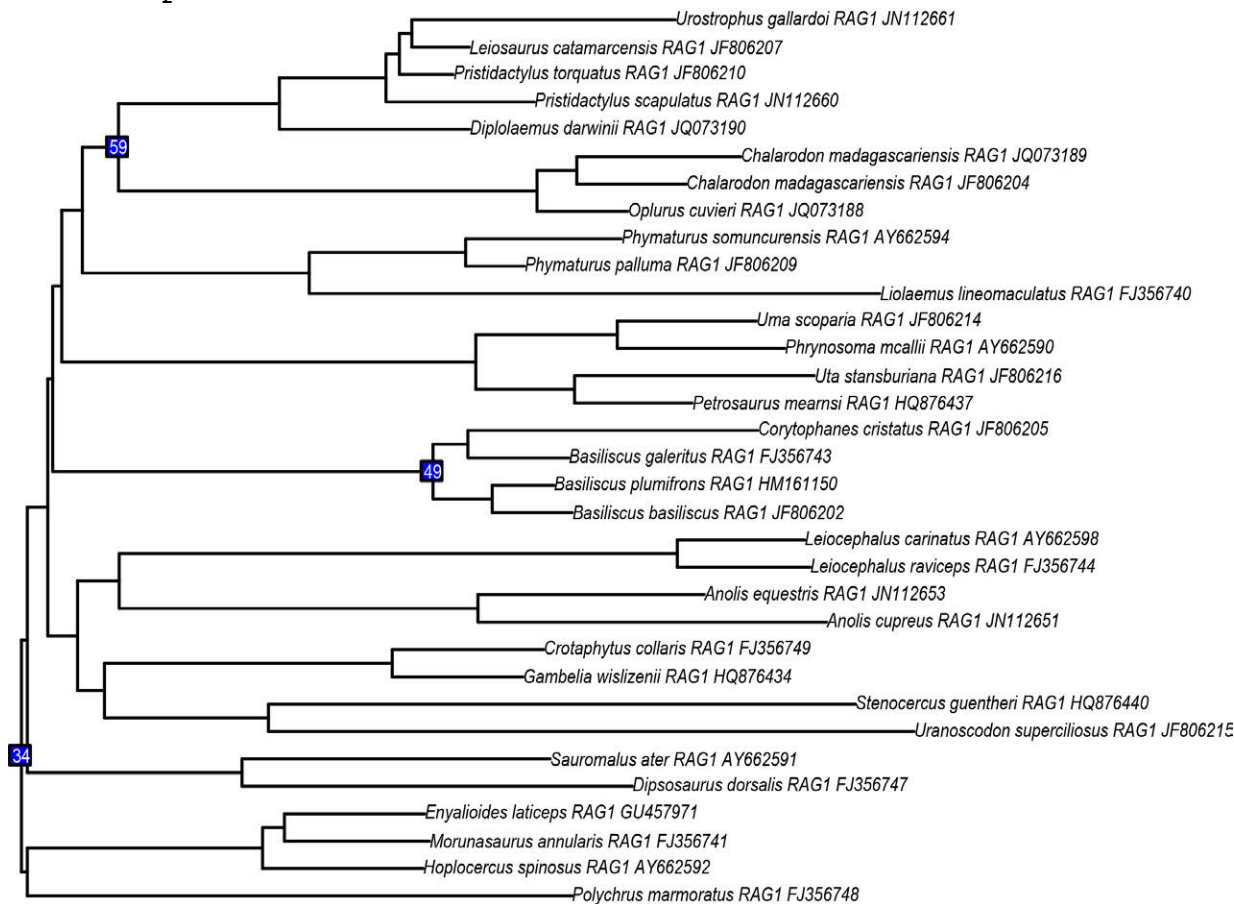 2
Urostrophus gallardoi RAG1 JN112661
Leiosaurus catamarcensis RAG1 JF806207
Pristidactylus torquatus RAG1 JF806210
Pristidactylus scapulatus RAG1 JN112660
Diplolaemus darwinii RAG1 JQ073190
59
Chalarodon madagascariensis RAG1 JQ073189
Chalarodon madagascariensis RAG1 JF806204
Oplurus cuvieri RAG1 JQ073188
Phymaturus somuncurensis RAG1 AY662594
Phymaturus palluma RAG1 JF806209
Liolaemus lineomaculatus RAG1 FJ356740
Uma scoparia RAG1 JF806214
Phrynosoma mcallii RAG1 AY662590
Uta stansburiana RAG1 JF806216
Petrosaurus mearnsi RAG1 HQ876437
Corytophanes cristatus RAG1 JF806205
Basiliscus galeritus RAG1 FJ356743
49
Basiliscus plumifrons RAG1 HM161150
Basiliscus basiliscus RAG1 JF806202
Leiocephalus carinatus RAG1 AY662598
Leiocephalus raviceps RAG1 FJ356744
Anolis equestris RAG1 JN112653
Anolis cupreus RAG1 JN112651
Crotaphytus collaris RAG1 FJ356749
Gambelia wislizenii RAG1 HQ876434
Stenocercus guentheri RAG1 HQ876440
Uranoscodon superciliosus RAG1 JF806215
34
Sauromalus ater RAG1 AY662591
Dipsosaurus dorsalis RAG1 FJ356747
Enyalioides laticeps RAG1 GU457971
Morunasaurus annularis RAG1 FJ356741
Hoplocercus spinosus RAG1 AY662592
Polychrus marmoratus RAG1 FJ356748